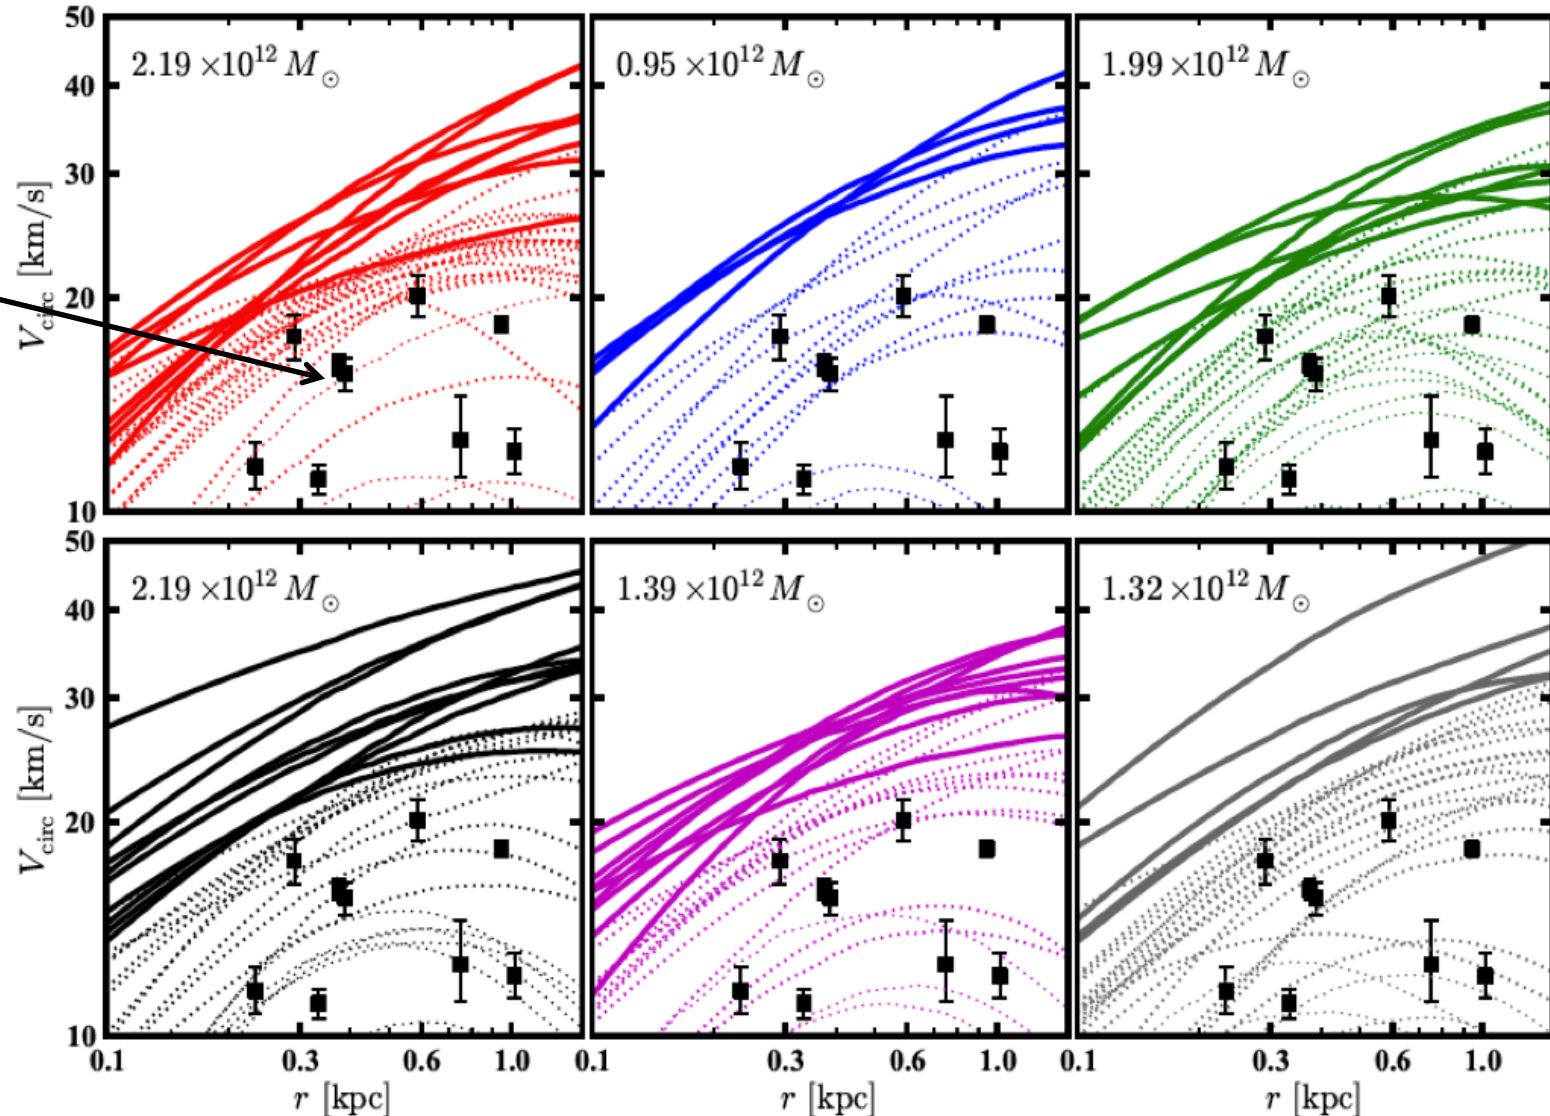 50
40
30
20
10
V_circ [km/s]
2.19 ×10^12 M_⊙
0.95 ×10^12 M_⊙
1.99 ×10^12 M_⊙
50
40
30
20
10
V_circ [km/s]
2.19 ×10^12 M_⊙
1.39 ×10^12 M_⊙
1.32 ×10^12 M_⊙
0.1 0.3 0.6 1.0 0.1 0.3 0.6 1.0 0.1 0.3 0.6 1.0
r [kpc] r [kpc] r [kpc]